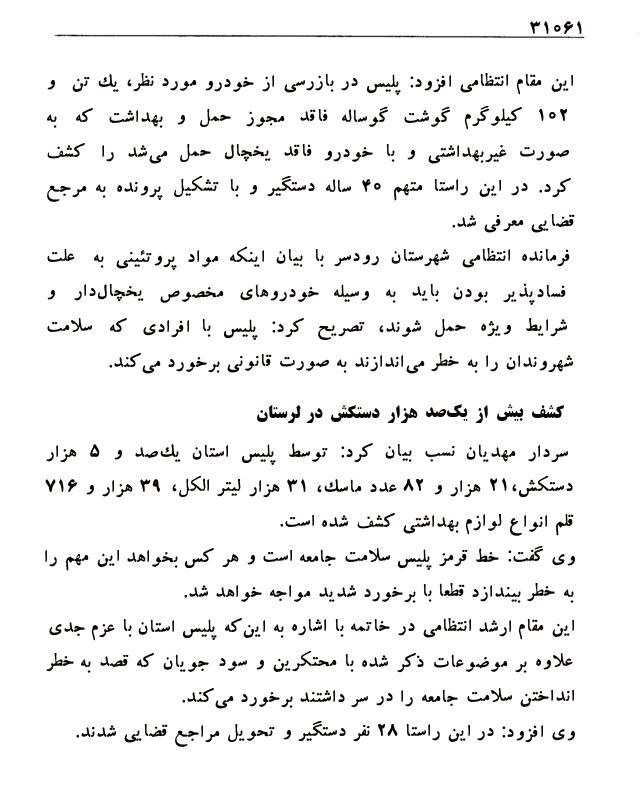 ۳۱۰۶۱
این مقام انتظامی افزود: پلیس در بازرسی از خودرو مورد نظر، یك تن و
۱۰۲ کیلوگرم گوشت گوساله فاقد مجوز حمل و بهداشت که به
صورت غیربهداشتی و با خودرو فاقد یخچال حمل می‌شد را کشف
کرد. در این راستا متهم ۴۰ ساله دستگیر و با تشکیل پرونده به مرجع
قضایی معرفی شد.
فرمانده انتظامی شهرستان رودسر با بیان اینکه مواد پروتئینی به علت
فسادپذیر بودن باید به وسیله خودروهای مخصوص یخچال‌دار و
شرایط ویژه حمل شوند، تصریح کرد: پلیس با افرادی که سلامت
شهروندان را به خطر می‌اندازند به صورت قانونی برخورد می‌کند.
کشف بیش از یک‌صد هزار دستکش در لرستان
سردار مهدیان نسب بیان کرد: توسط پلیس استان یك‌صد و ۵ هزار
دستکش،۲۱ هزار و ۸۲ عدد ماسك، ۳۱ هزار لیتر الکل، ۳۹ هزار و ۷۱۶
قلم انواع لوازم بهداشتی کشف شده است.
وی گفت: خط قرمز پلیس سلامت جامعه است و هر کس بخواهد این مهم را
به خطر بیندازد قطعا با برخورد شدید مواجه خواهد شد.
این مقام ارشد انتظامی در خاتمه با اشاره به این‌که پلیس استان با عزم جدی
علاوه بر موضوعات ذکر شده با محتکرین و سود جویان که قصد به خطر
انداختن سلامت جامعه را در سر داشتند برخورد می‌کند.
وی افزود: در این راستا ۲۸ نفر دستگیر و تحویل مراجع قضایی شدند.